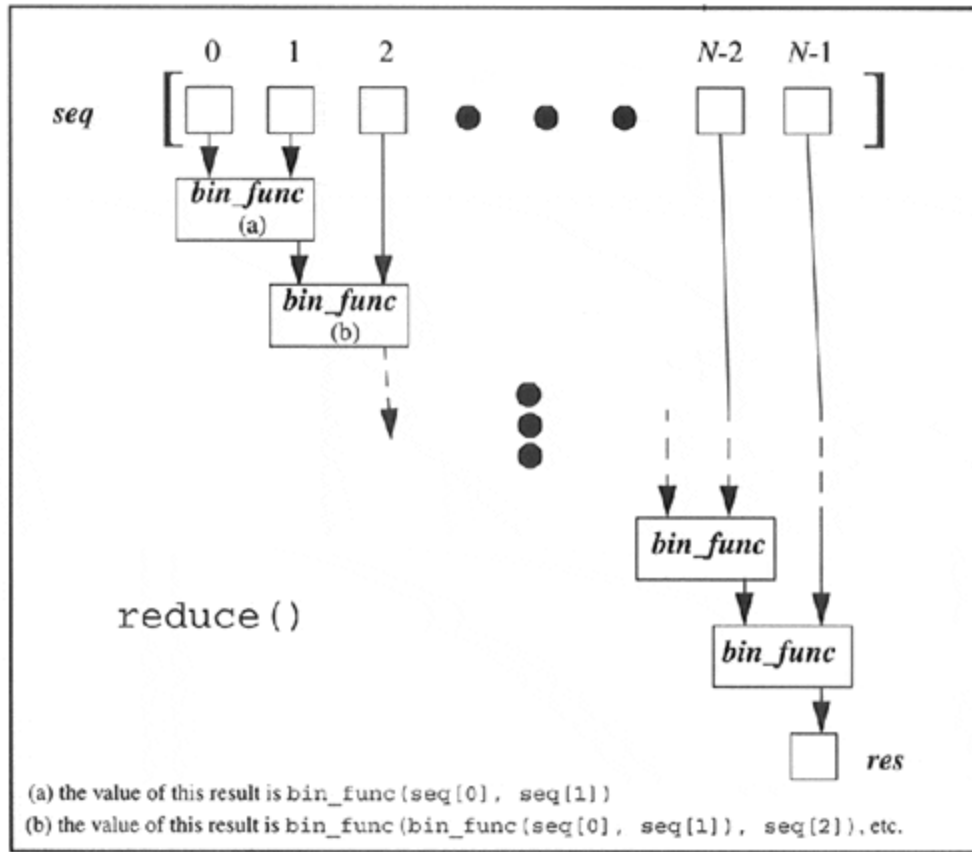 0 1 2 N-2 N-1
seq [ ]
bin_func
(a)
bin_func
(b)
bin_func
reduce()
bin_func
res
(a) the value of this result is bin_func(seq[0], seq[1])
(b) the value of this result is bin_func(bin_func(seq[0], seq[1]), seq[2]), etc.